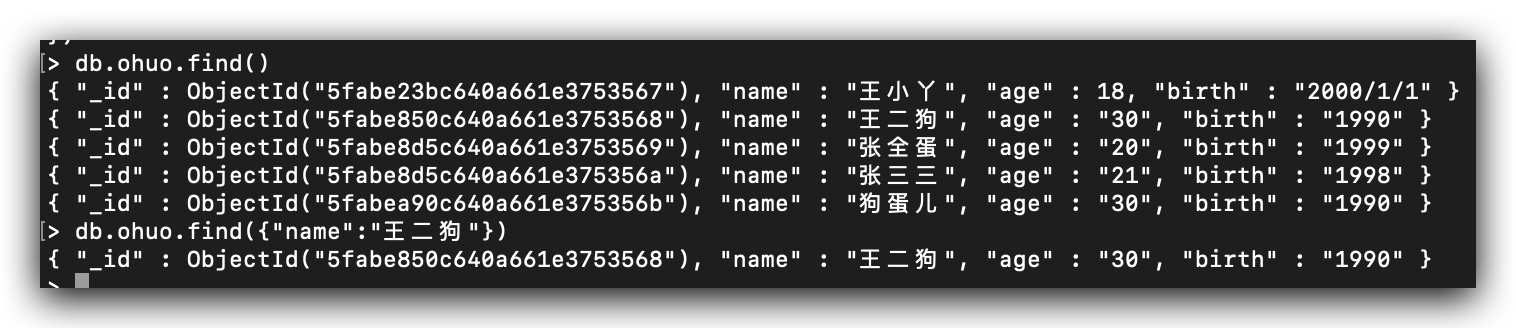 > db.ohuo.find()
{ "_id" : ObjectId("5fabe23bc640a661e3753567"), "name" : "王小丫", "age" : 18, "birth" : "2000/1/1" }
{ "_id" : ObjectId("5fabe850c640a661e3753568"), "name" : "王二狗", "age" : "30", "birth" : "1990" }
{ "_id" : ObjectId("5fabe8d5c640a661e3753569"), "name" : "张全蛋", "age" : "20", "birth" : "1999" }
{ "_id" : ObjectId("5fabe8d5c640a661e375356a"), "name" : "张三三", "age" : "21", "birth" : "1998" }
{ "_id" : ObjectId("5fabea90c640a661e375356b"), "name" : "狗蛋儿", "age" : "30", "birth" : "1990" }
> db.ohuo.find({"name":"王二狗"})
{ "_id" : ObjectId("5fabe850c640a661e3753568"), "name" : "王二狗", "age" : "30", "birth" : "1990" }
>